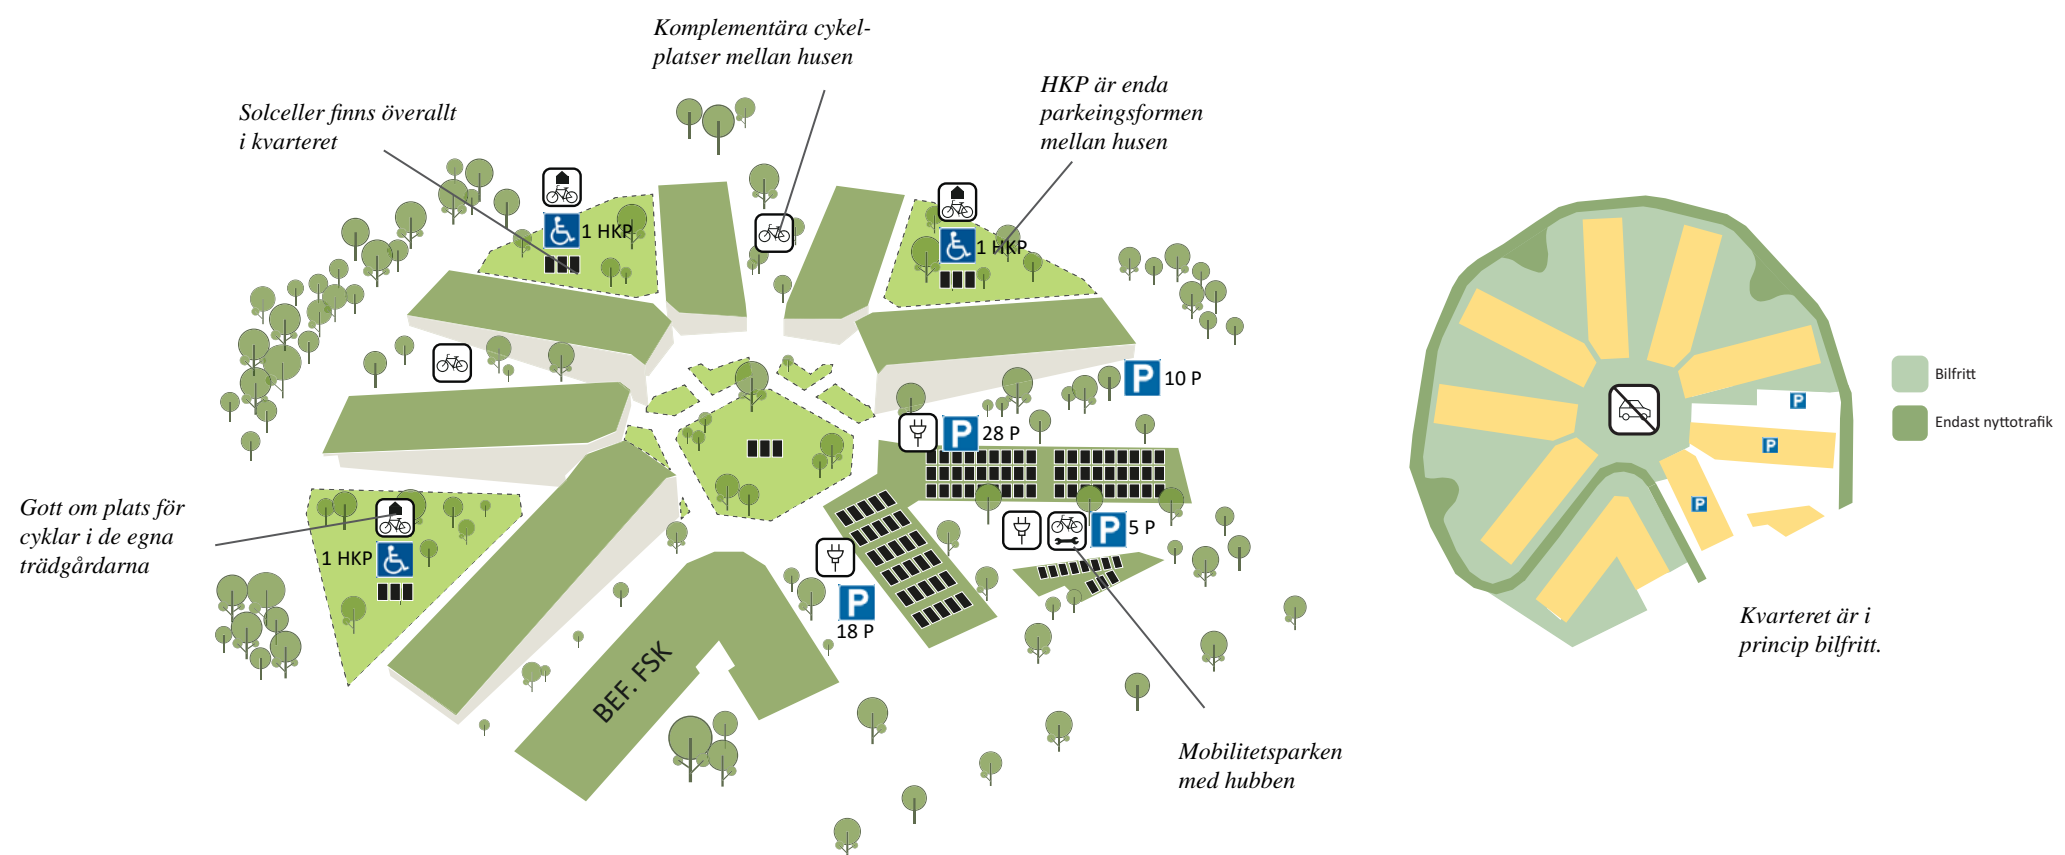 Komplementära cykel-
platser mellan husen
HKP är enda
parkeingsformen
mellan husen
Solceller finns överallt
i kvarteret
1 HKP
1 HKP
P 10 P
P 28 P
Gott om plats för
cyklar i de egna
trädgårdarna
1 HKP
P 5 P
P
18 P
BEF. FSK
Mobilitetsparken
med hubben
P
P
P
Bilfritt
Endast nyttotrafik
Kvarteret är i
princip bilfritt.